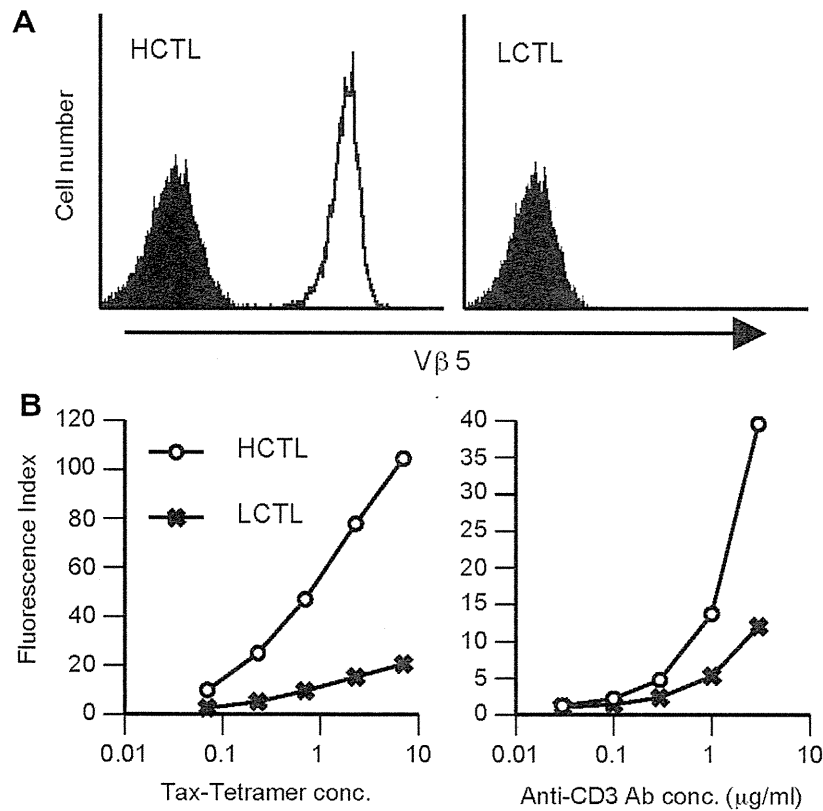 A
HCTL
LCTL
Cell number
Vβ 5
B
120
100
80
60
40
20
0
HCTL
LCTL
Fluorescence Index
0.01
0.1
1
10
Tax-Tetramer conc.
40
35
30
25
20
15
10
5
0
0.01
0.1
1
10
Anti-CD3 Ab conc. (μg/ml)